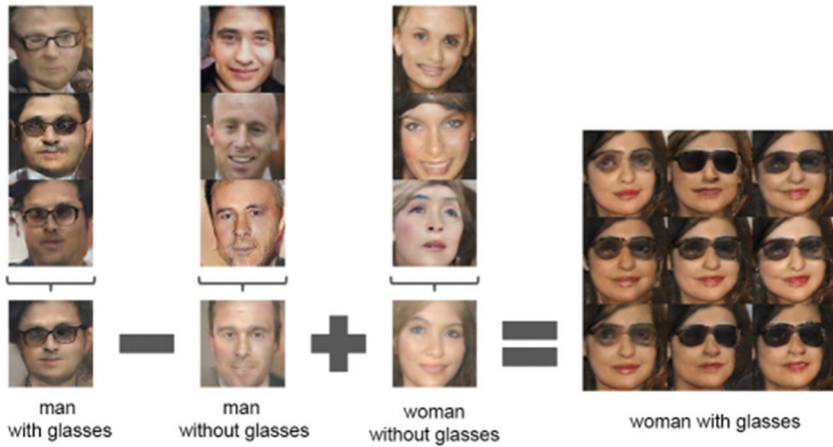 man
with glasses
man
without glasses
woman
without glasses
woman with glasses